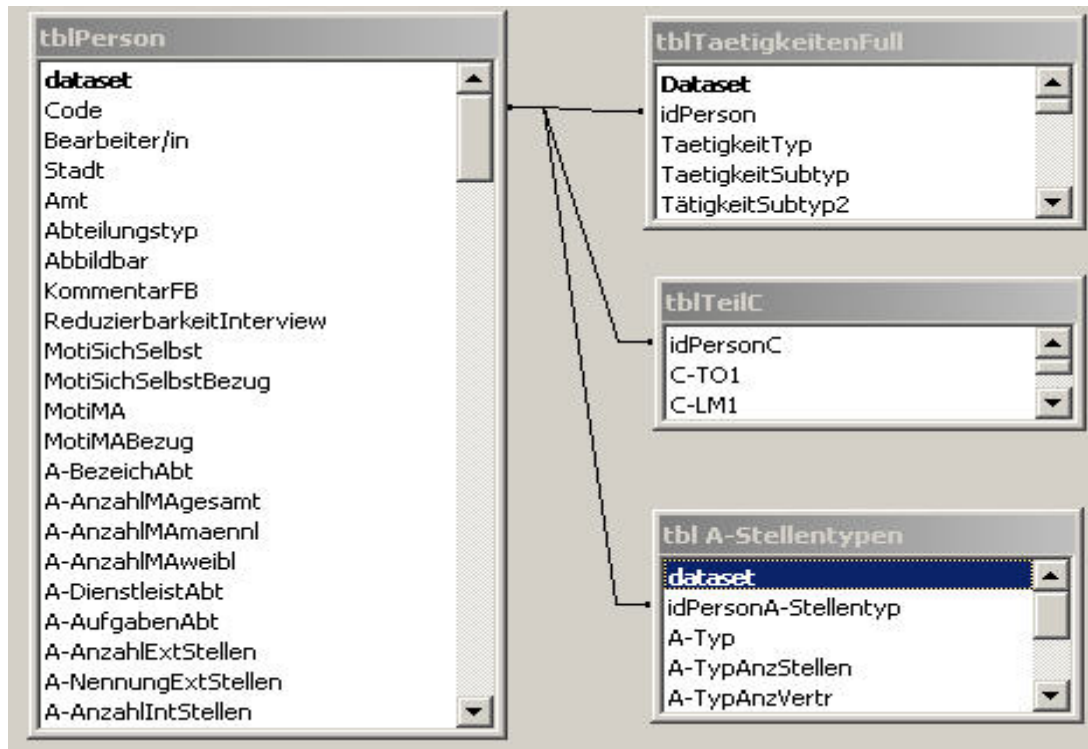 tblPerson
dataset
Code
Bearbeiter/in
Stadt
Amt
Abteilungstyp
Abbildbar
KommentarFB
ReduzierbarkeitInterview
MotiSichSelbst
MotiSichSelbstBezug
MotiMA
MotiMABezug
A-BezeichAbt
A-AnzahlMAgesamt
A-AnzahlMAmaennl
A-AnzahlMAweibl
A-DienstleistAbt
A-AufgabenAbt
A-AnzahlExtStellen
A-NennungExtStellen
A-AnzahlIntStellen
tblTaetigkeitenFull
Dataset
idPerson
TaetigkeitTyp
TaetigkeitSubtyp
TätigkeitSubtyp2
tblTeilC
idPersonC
C-TO1
C-LM1
tbl A-Stellentypen
dataset
idPersonA-Stellentyp
A-Typ
A-TypAnzStellen
A-TypAnzVertr